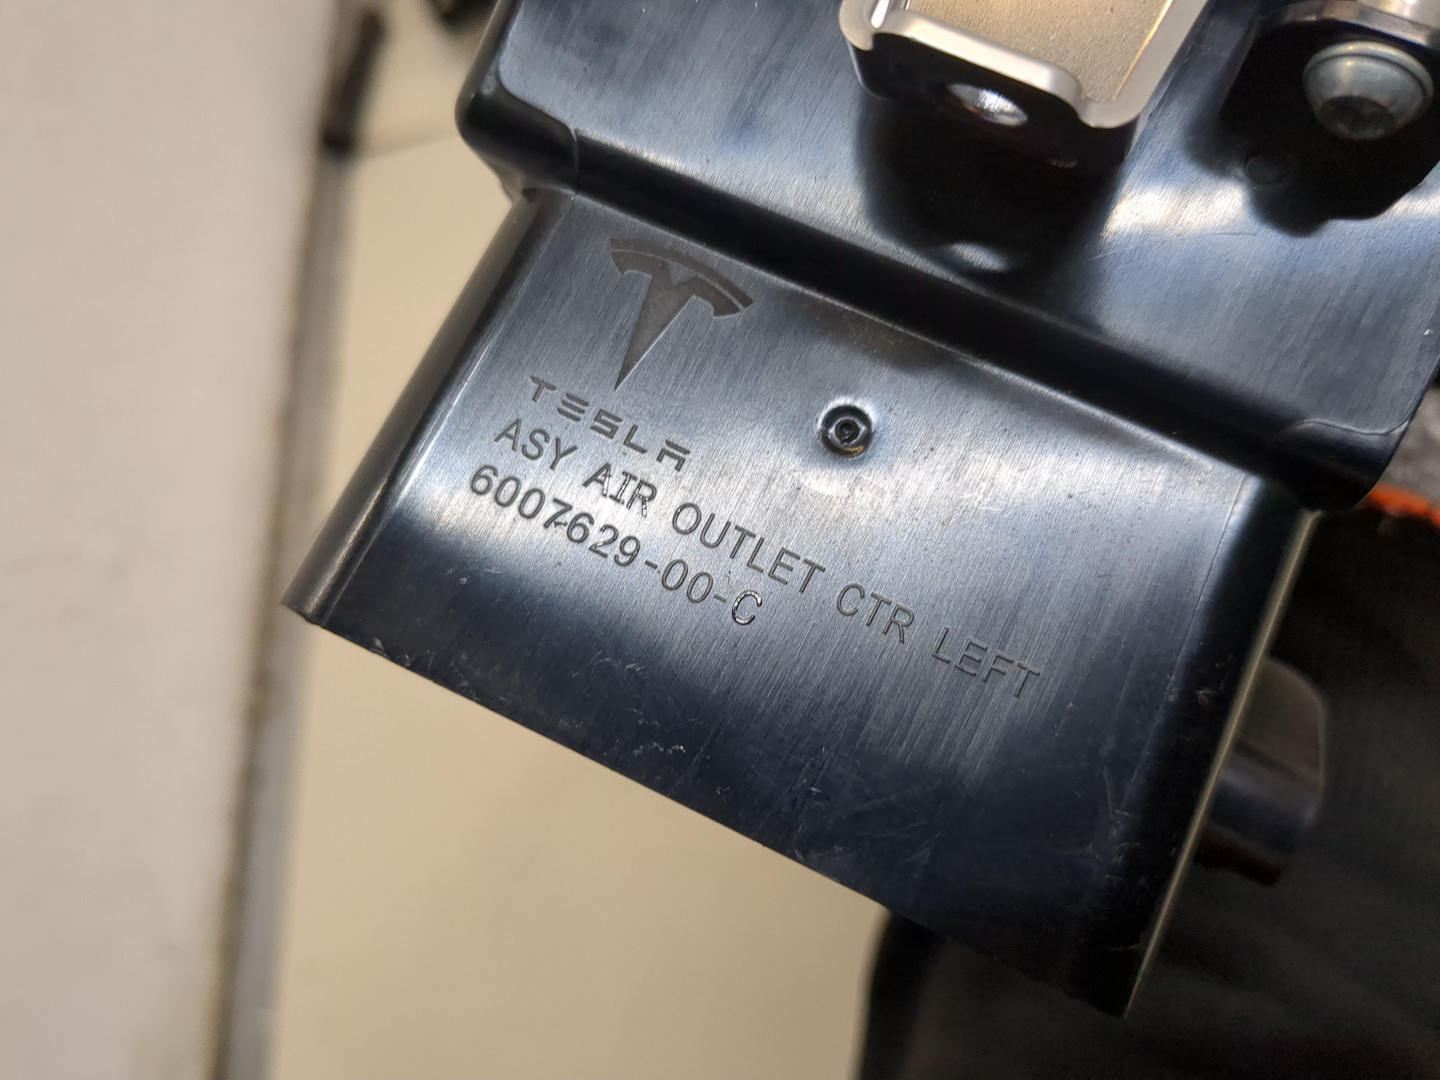 TESLA
ASY AIR OUTLET CTR LEFT
6007629-00-C